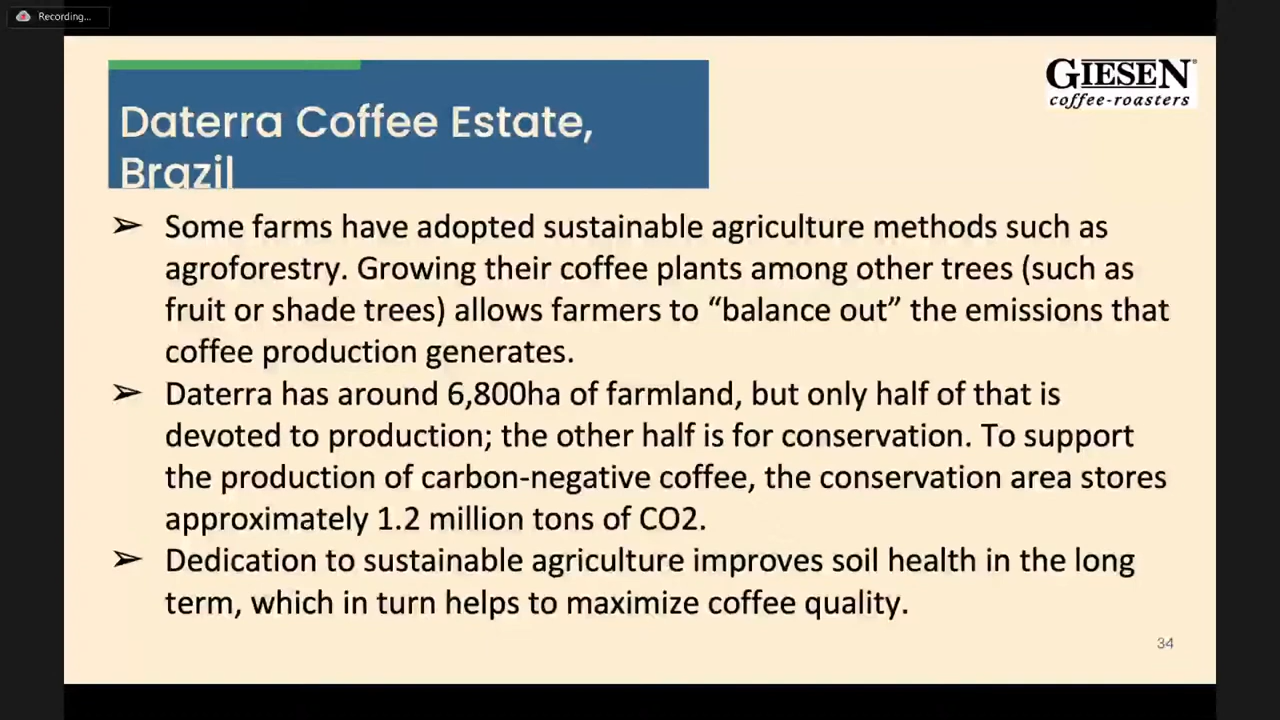 Recording...
GIESEN
coffee-roasters
Daterra Coffee Estate,
Brazil
➢ Some farms have adopted sustainable agriculture methods such as
agroforestry. Growing their coffee plants among other trees (such as
fruit or shade trees) allows farmers to “balance out” the emissions that
coffee production generates.
➢ Daterra has around 6,800ha of farmland, but only half of that is
devoted to production; the other half is for conservation. To support
the production of carbon-negative coffee, the conservation area stores
approximately 1.2 million tons of CO2.
➢ Dedication to sustainable agriculture improves soil health in the long
term, which in turn helps to maximize coffee quality.
34